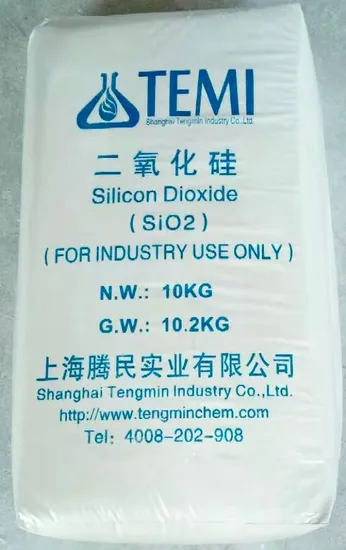 TEMI
Shanghai Tengmin Industry Co.,Ltd.
二氧化硅
Silicon Dioxide
(SiO2)
(FOR INDUSTRY USE ONLY)
N.W.: 10KG
G.W.: 10.2KG
上海腾民实业有限公司
Shanghai Tengmin Industry Co.,Ltd.
http://www.tengminchem.com
Tel: 4008-202-908